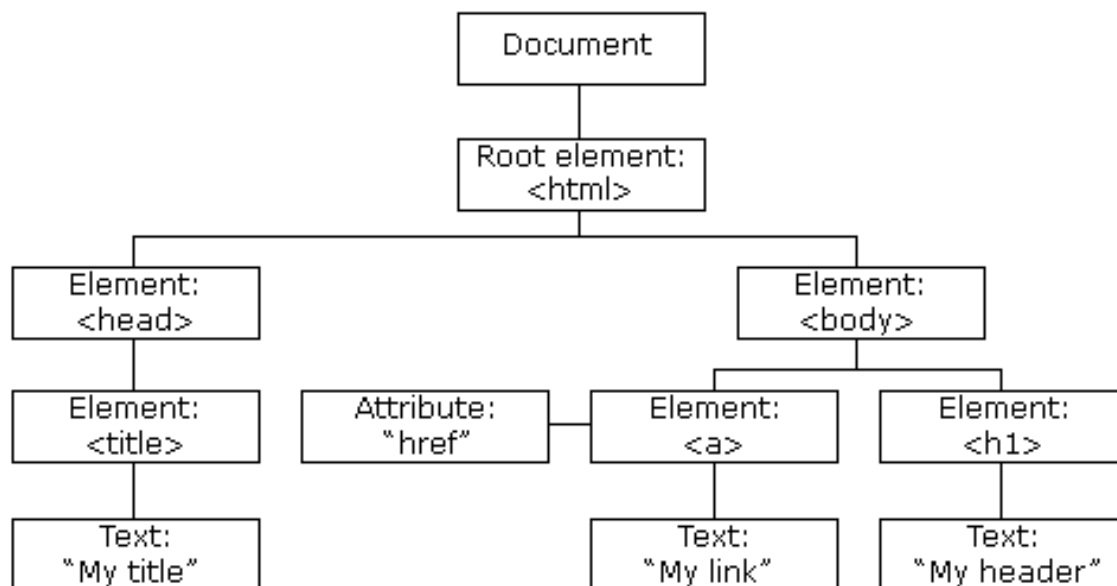 Document
Root element:
<html>
Element:
<head>
Element:
<body>
Element:
<title>
Attribute:
“href”
Element:
<a>
Element:
<h1>
Text:
“My title”
Text:
“My link”
Text:
“My header”